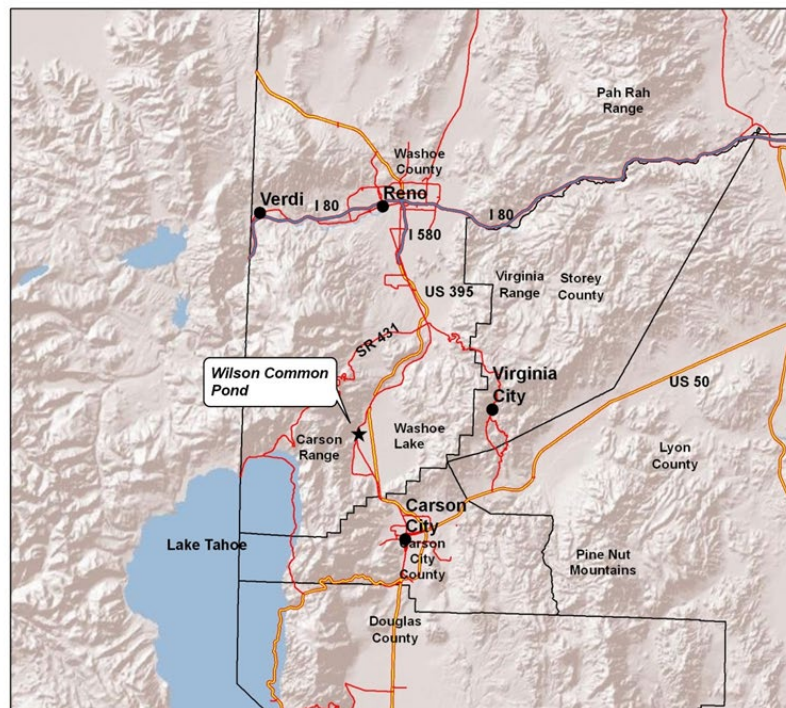 Pah Rah
Range
Washoe
County
Verdi
I 80
Reno
I 80
I 580
Virginia
Range
Storey
County
US 395
SR 431
Wilson Common
Pond
Virginia
City
US 50
Washoe
Lake
Carson
Range
Lyon
County
Carson
City
Lake Tahoe
Carson
City
County
Pine Nut
Mountains
Douglas
County